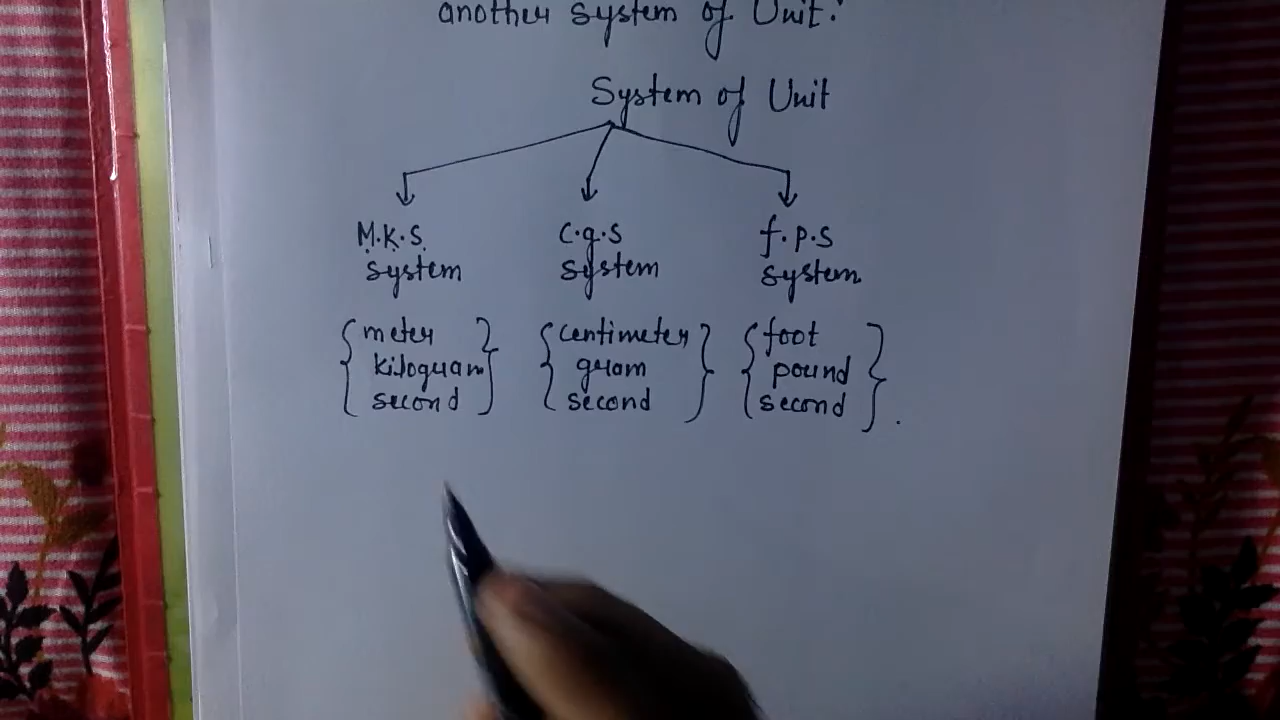 another system of Unit.
System of Unit
M.K.S. C.g.s f.p.s
system system system
{meter} {centimeter} {foot}
kilogram gram pound
second second second .